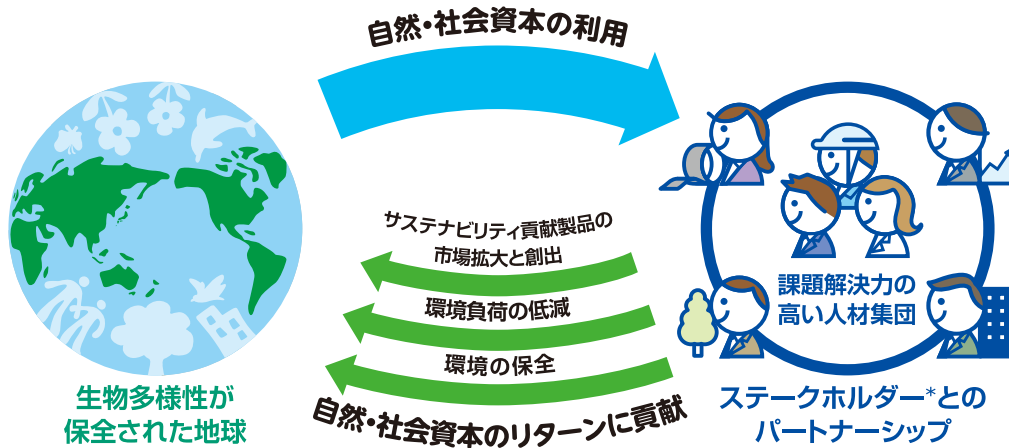 自然・社会資本の利用
サステナビリティ貢献製品の
市場拡大と創出
環境負荷の低減
環境の保全
自然・社会資本のリターンに貢献
生物多様性が
保全された地球
課題解決力の
高い人材集団
ステークホルダー*との
パートナーシップ